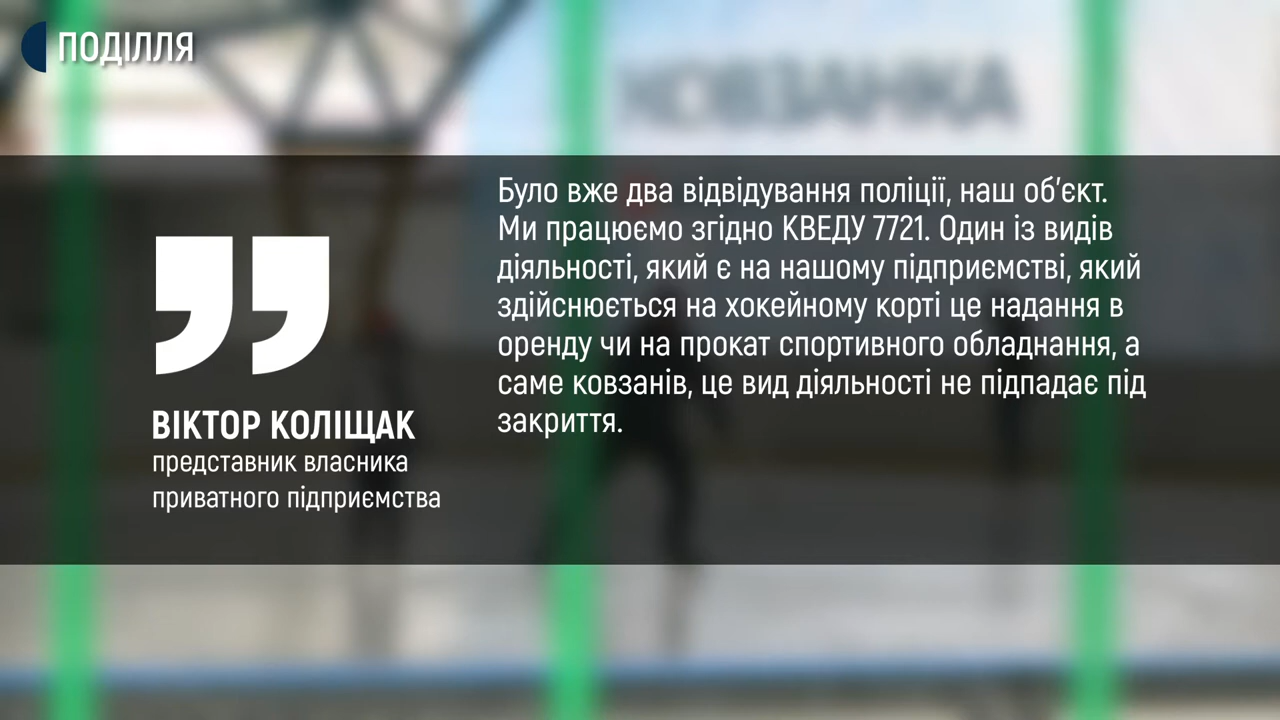 ПОДІЛЛЯ
КОВЗАНКА
Було вже два відвідування поліції, наш об’єкт.
Ми працюємо згідно КВЕДУ 7721. Один із видів
діяльності, який є на нашому підприємстві, який
здійснюється на хокейному корті це надання в
оренду чи на прокат спортивного обладнання, а
саме ковзанів, це вид діяльності не підпадає під
закриття.
ВІКТОР КОЛІЩАК
представник власника
приватного підприємства